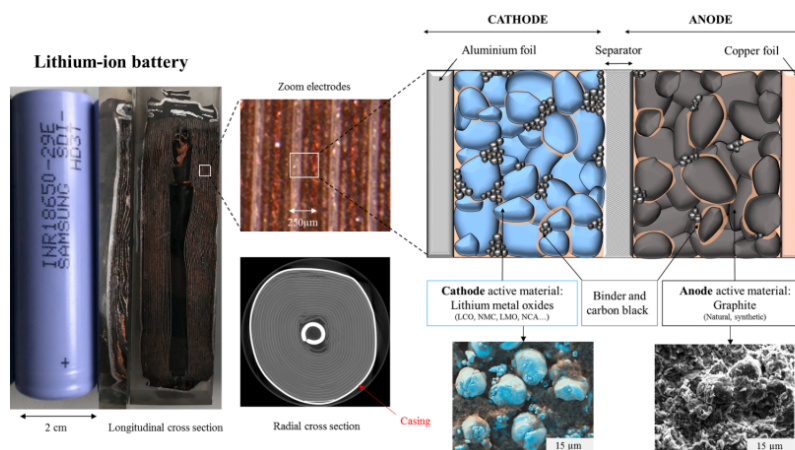 Lithium-ion battery
INR18650-29E
SAMSUNG SDI-
HD3T
+
2 cm
Longitudinal cross section
Zoom electrodes
250µm
Radial cross section
Casing
CATHODE
ANODE
Aluminium foil
Separator
Copper foil
Cathode active material:
Lithium metal oxides
(LCO, NMC, LMO, NCA…)
Binder and
carbon black
Anode active material:
Graphite
(Natural, synthetic)
15 µm
15 µm